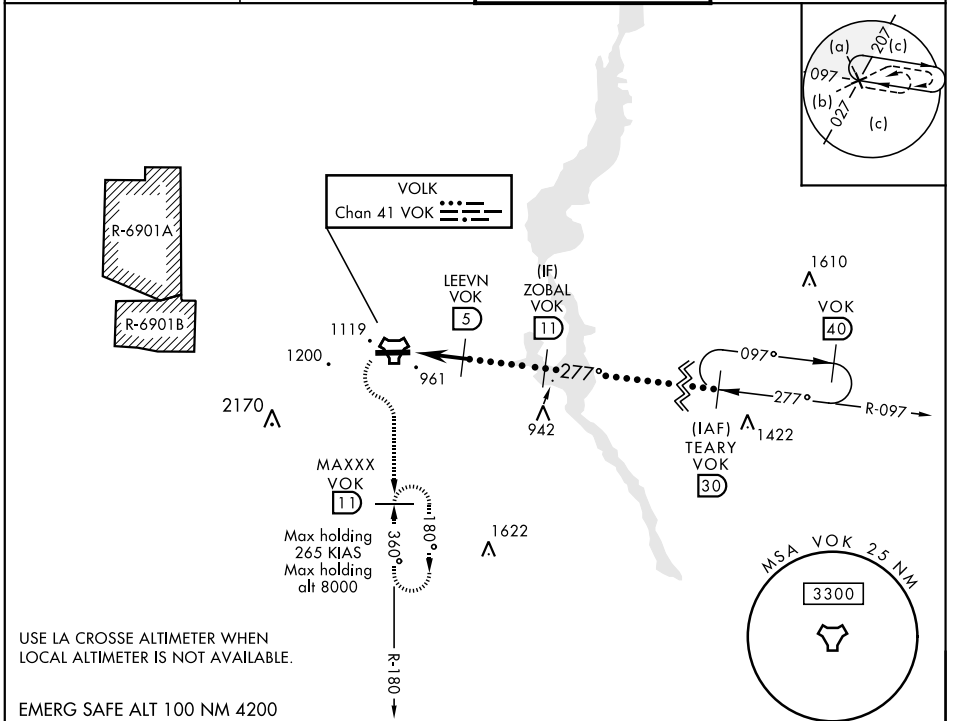 (a)
207
(c)
097
(b)
027
(c)
R-6901A
R-6901B
VOLK
Chan 41 VOK
LEEVN
VOK
5
(IF)
ZOBAL
VOK
11
1610
VOK
40
1119
1200
961
2170
942
277°
097°
277°
R-097
(IAF)
TEARY
VOK
30
1422
MAXXX
VOK
11
Max holding
265 KIAS
Max holding
alt 8000
360°
180°
1622
R-180
MSA VOK 25 NM
3300
USE LA CROSSE ALTIMETER WHEN
LOCAL ALTIMETER IS NOT AVAILABLE.
EMERG SAFE ALT 100 NM 4200